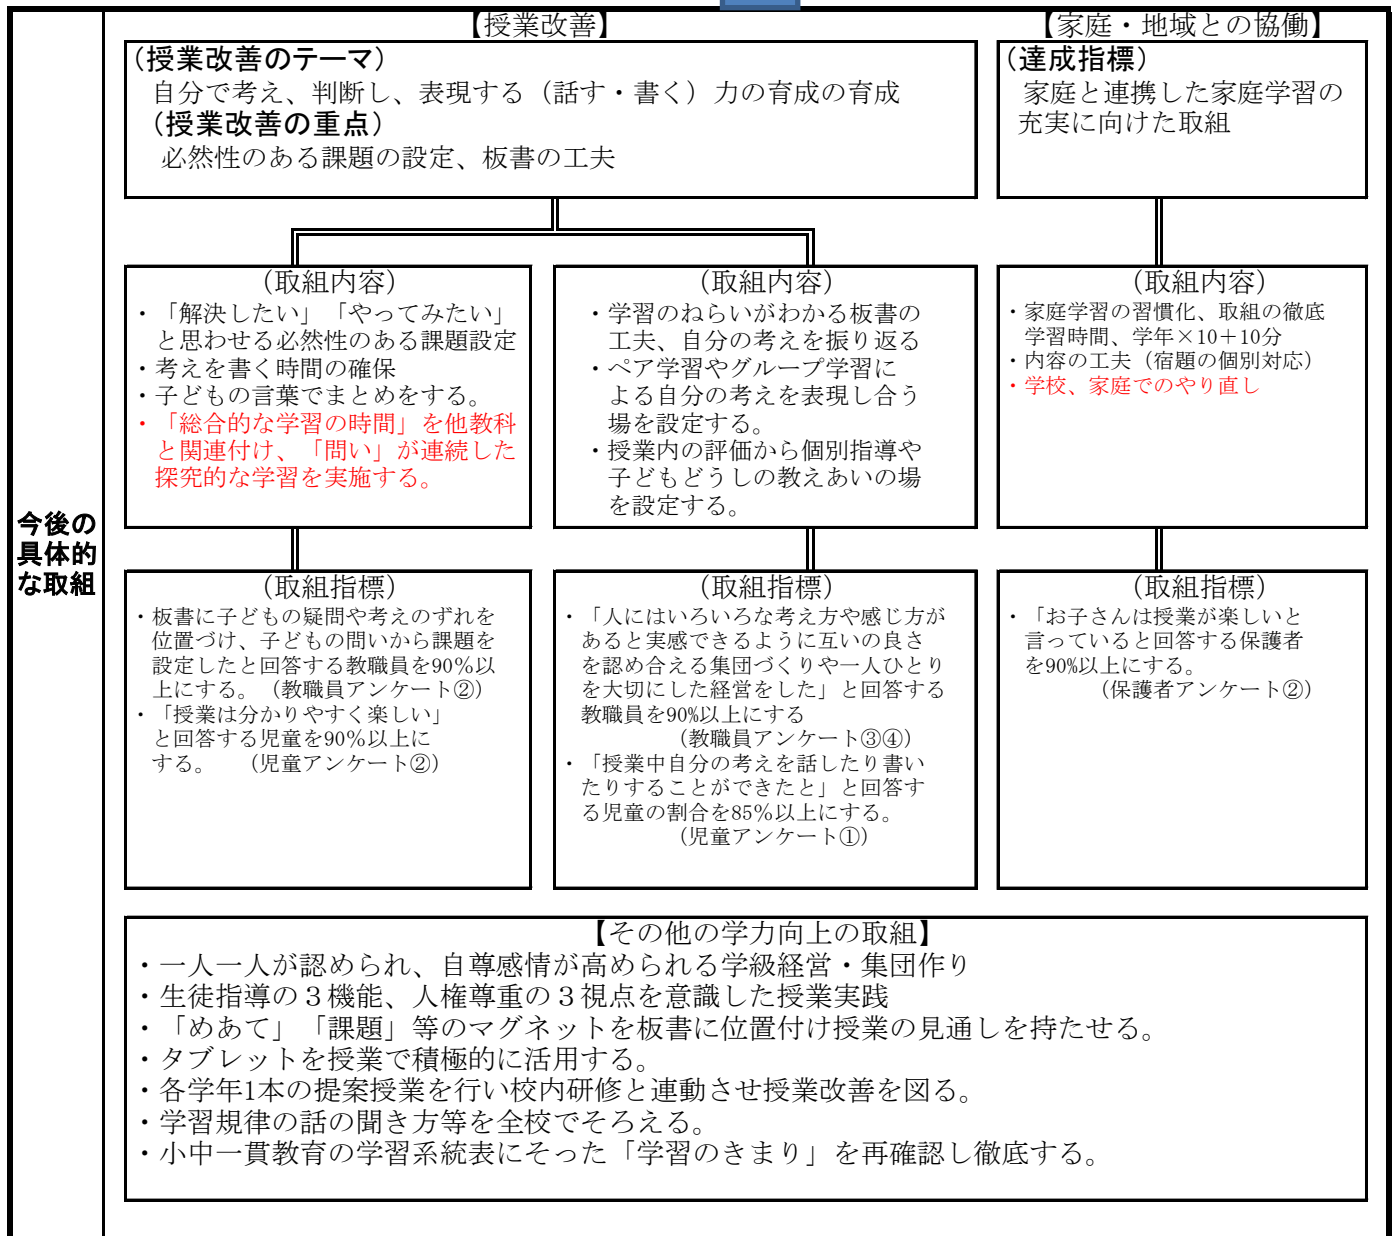 今後の
具体的
な取組
【授業改善】
(授業改善のテーマ)
自分で考え、判断し、表現する（話す・書く）力の育成の育成
(授業改善の重点)
必然性のある課題の設定、板書の工夫
【家庭・地域との協働】
(達成指標)
家庭と連携した家庭学習の
充実に向けた取組
(取組内容)
・「解決したい」「やってみたい」
と思わせる必然性のある課題設定
・考えを書く時間の確保
・子どもの言葉でまとめをする。
・「総合的な学習の時間」を他教科
と関連付け、「問い」が連続した
探究的な学習を実施する。
(取組内容)
・学習のねらいがわかる板書の
工夫、自分の考えを振り返る
・ペア学習やグループ学習に
よる自分の考えを表現し合う
場を設定する。
・授業内の評価から個別指導や
子どもどうしの教えあいの場
を設定する。
(取組内容)
・家庭学習の習慣化、取組の徹底
学習時間、学年×10＋10分
・内容の工夫（宿題の個別対応）
・学校、家庭でのやり直し
(取組指標)
・板書に子どもの疑問や考えのずれを
位置づけ、子どもの問いから課題を
設定したと回答する教職員を90％以
上にする。（教職員アンケート②）
・「授業は分かりやすく楽しい」
と回答する児童を90％以上に
する。　（児童アンケート②）
(取組指標)
・「人にはいろいろな考え方や感じ方が
あると実感できるように互いの良さ
を認め合える集団づくりや一人ひとり
を大切にした経営をした」と回答する
教職員を90%以上にする
（教職員アンケート③④）
・「授業中自分の考えを話したり書い
たりすることができたと」と回答す
る児童の割合を85％以上にする。
（児童アンケート①）
(取組指標)
・「お子さんは授業が楽しいと
言っていると回答する保護者
を90%以上にする。
（保護者アンケート②）
【その他の学力向上の取組】
・一人一人が認められ、自尊感情が高められる学級経営・集団作り
・生徒指導の３機能、人権尊重の３視点を意識した授業実践
・「めあて」「課題」等のマグネットを板書に位置付け授業の見通しを持たせる。
・タブレットを授業で積極的に活用する。
・各学年1本の提案授業を行い校内研修と連動させ授業改善を図る。
・学習規律の話の聞き方等を全校でそろえる。
・小中一貫教育の学習系統表にそった「学習のきまり」を再確認し徹底する。